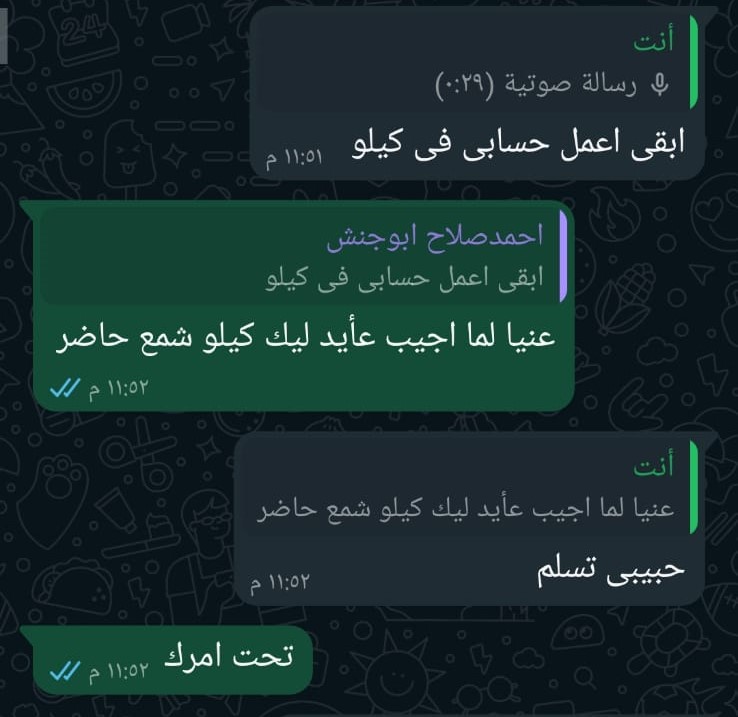 أنت
رسالة صوتية (٠:٢٩)
ابقى اعمل حسابى فى كيلو
١١:٥١ م
احمدصلاح ابوجنش
ابقى اعمل حسابى فى كيلو
عنيا لما اجيب عأيد ليك كيلو شمع حاضر
١١:٥٢ م
أنت
عنيا لما اجيب عأيد ليك كيلو شمع حاضر
حبيبى تسلم
١١:٥٢ م
تحت امرك
١١:٥٢ م